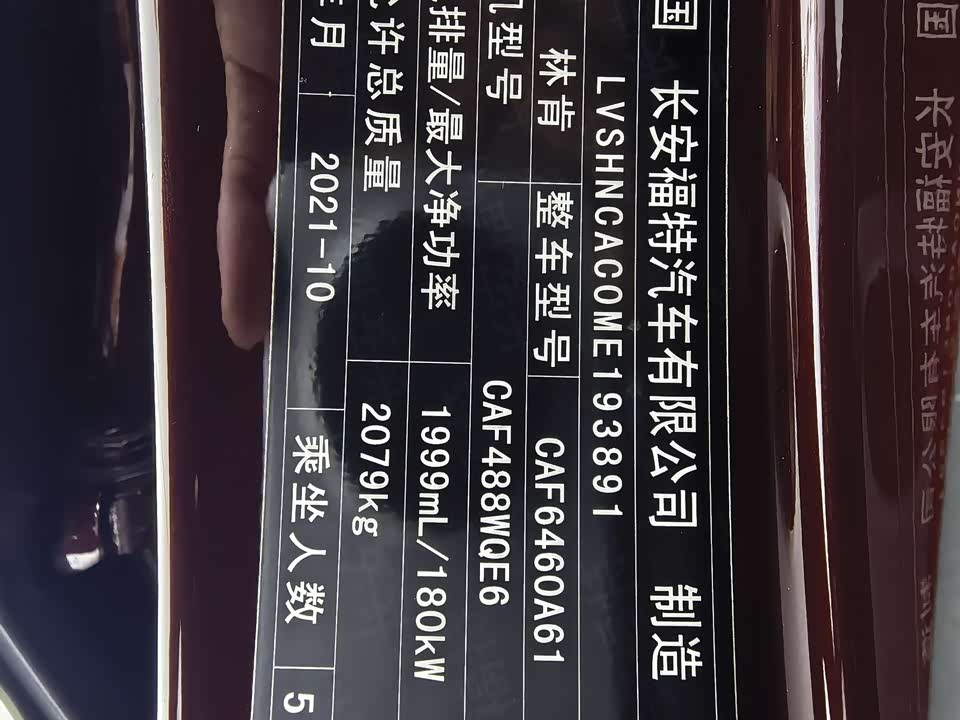 国 长安福特汽车有限公司 制造
LVSHNCACOME193891
林肯 整车型号 CAF6460A61
机型号 CAF488WQE6
排量/最大净功率 1999mL/180kW
许总质量 2079kg
年月 2021-10 乘坐人数 5